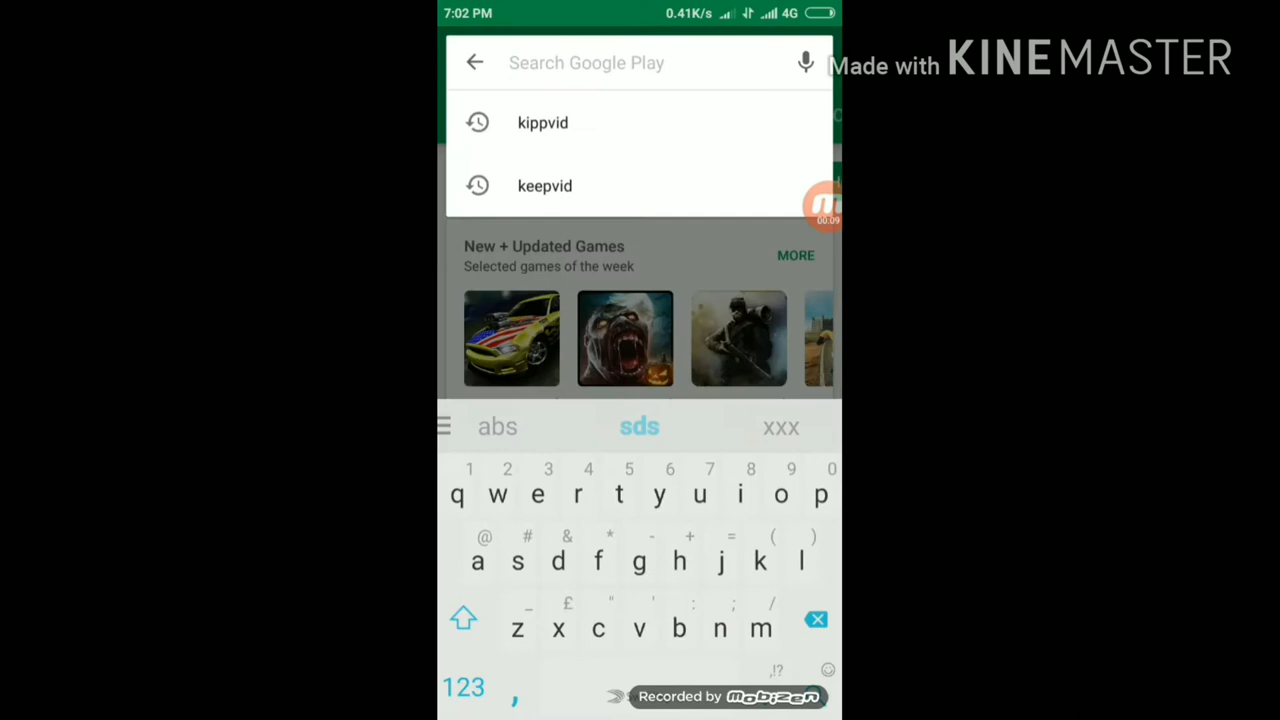 7:02 PM 0.41K/s 4G
Search Google Play
Made with KINEMASTER
kippvid
keepvid
00:09
New + Updated Games
MORE
Selected games of the week
abs sds xxx
1 2 3 4 5 6 7 8 9 0
q w e r t y u i o p
@ # & * - + = ( )
a s d f g h j k l
_ £ " ' : ; /
z x c v b n m
,!?
123 ,
Recorded by mobizen